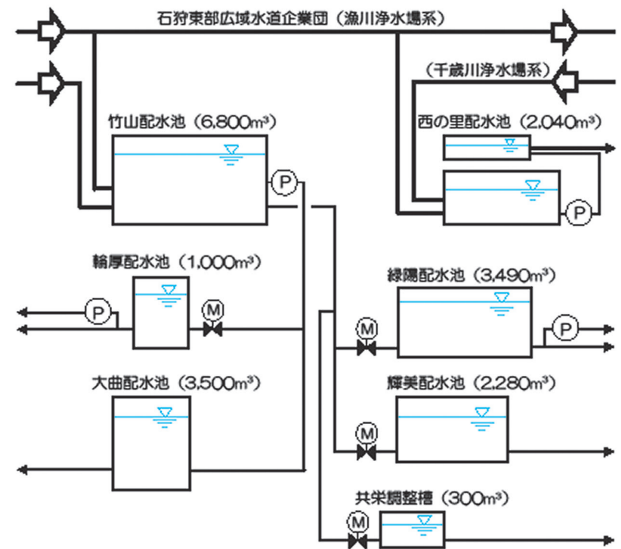 石狩東部広域水道企業団（漁川浄水場系）
（千歳川浄水場系）
竹山配水池（6,800m³）
西の里配水池（2,040m³）
P
P
輪厚配水池（1,000m³）
緑陽配水池（3,490m³）
P
M
M
P
大曲配水池（3,500m³）
輝美配水池（2,280m³）
M
共栄調整槽（300m³）
M